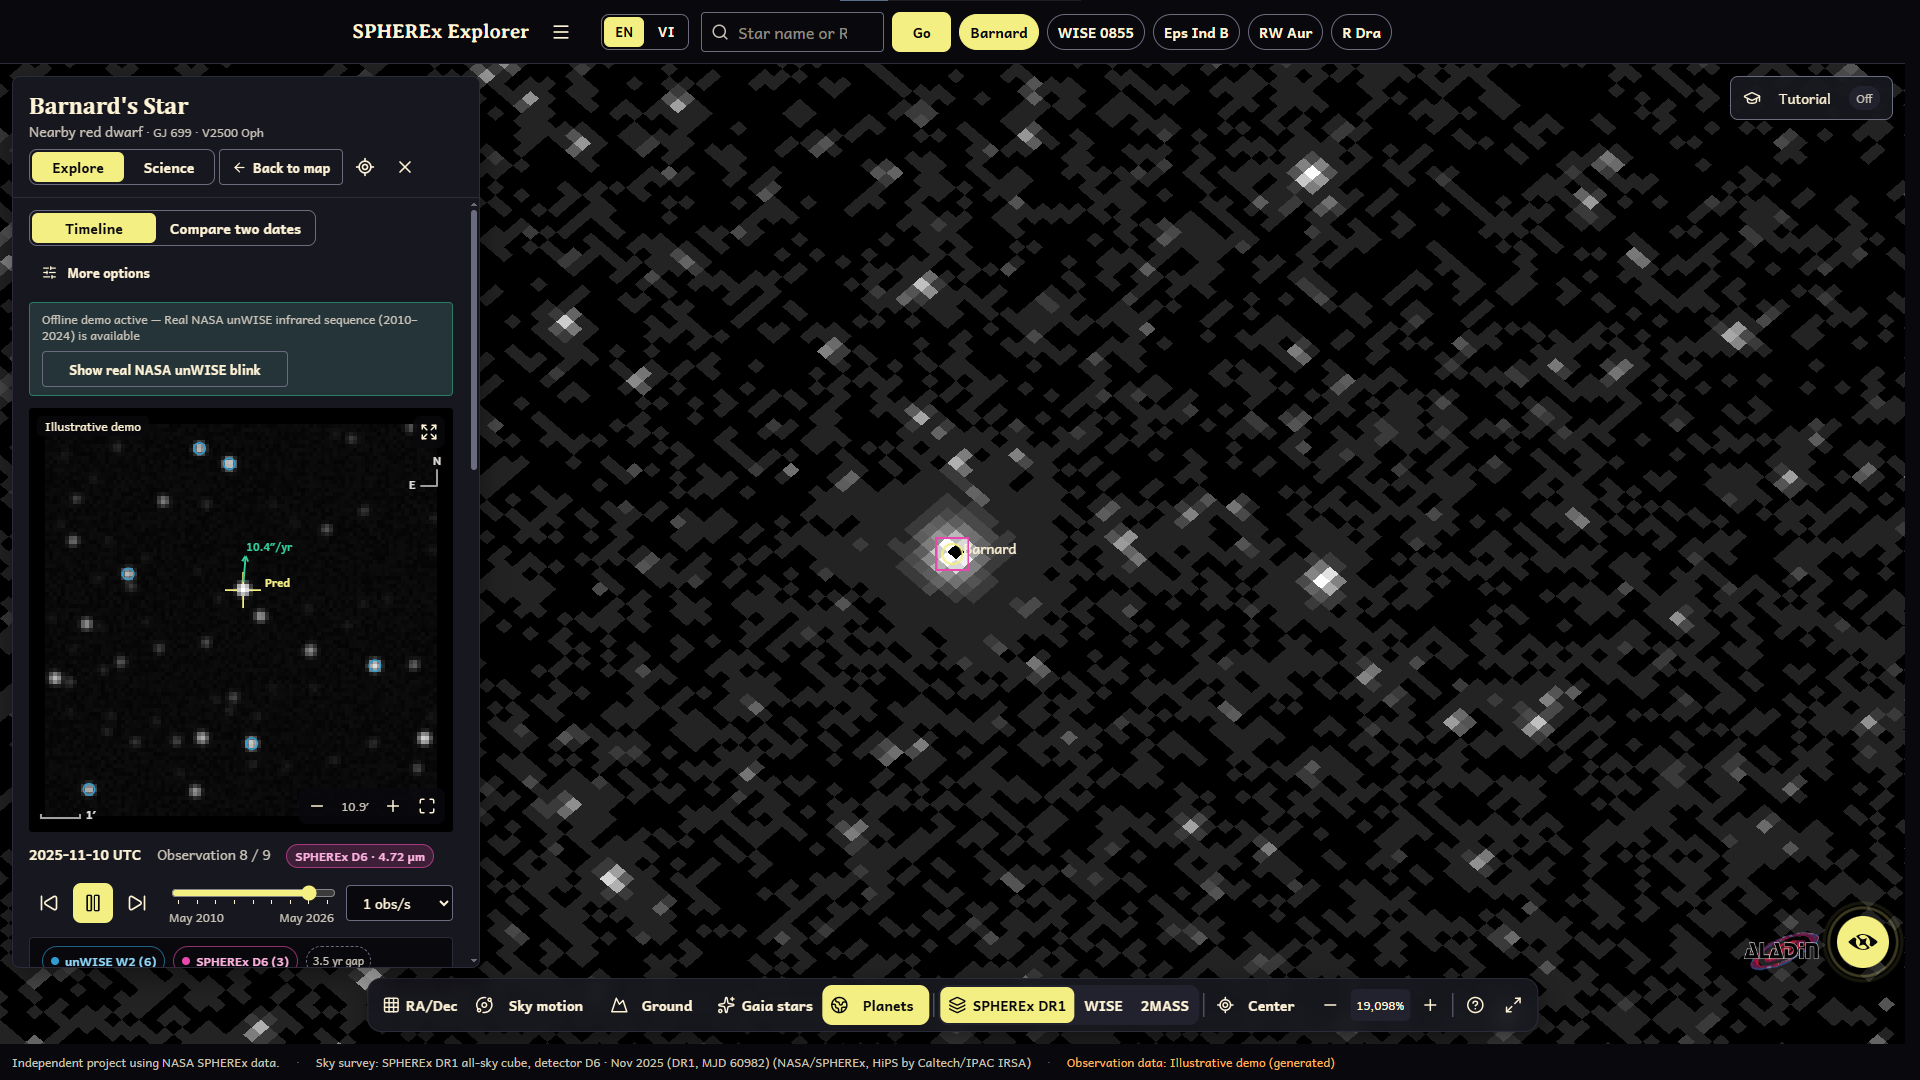 SPHEREx Explorer
EN VI
Star name or R
Go
Barnard
WISE 0855
Eps Ind B
RW Aur
R Dra
Barnard's Star
Nearby red dwarf · GJ 699 · V2500 Oph
Explore Science
← Back to map
Timeline Compare two dates
More options
Offline demo active — Real NASA unWISE infrared sequence (2010–
2024) is available
Show real NASA unWISE blink
Illustrative demo
N
E
10.4″/yr
Pred
1′
− 10.9′ +
2025-11-10 UTC Observation 8 / 9 SPHEREx D6 · 4.72 µm
May 2010 May 2026
1 obs/s
unWISE W2 (6) SPHEREx D6 (3) 3.5 yr gap
Tutorial Off
Barnard
ALADIN
RA/Dec Sky motion Ground Gaia stars Planets SPHEREx DR1 WISE 2MASS Center − 19,098% +
Independent project using NASA SPHEREx data. · Sky survey: SPHEREx DR1 all-sky cube, detector D6 · Nov 2025 (DR1, MJD 60982) (NASA/SPHEREx, HiPS by Caltech/IPAC IRSA) · Observation data: Illustrative demo (generated)